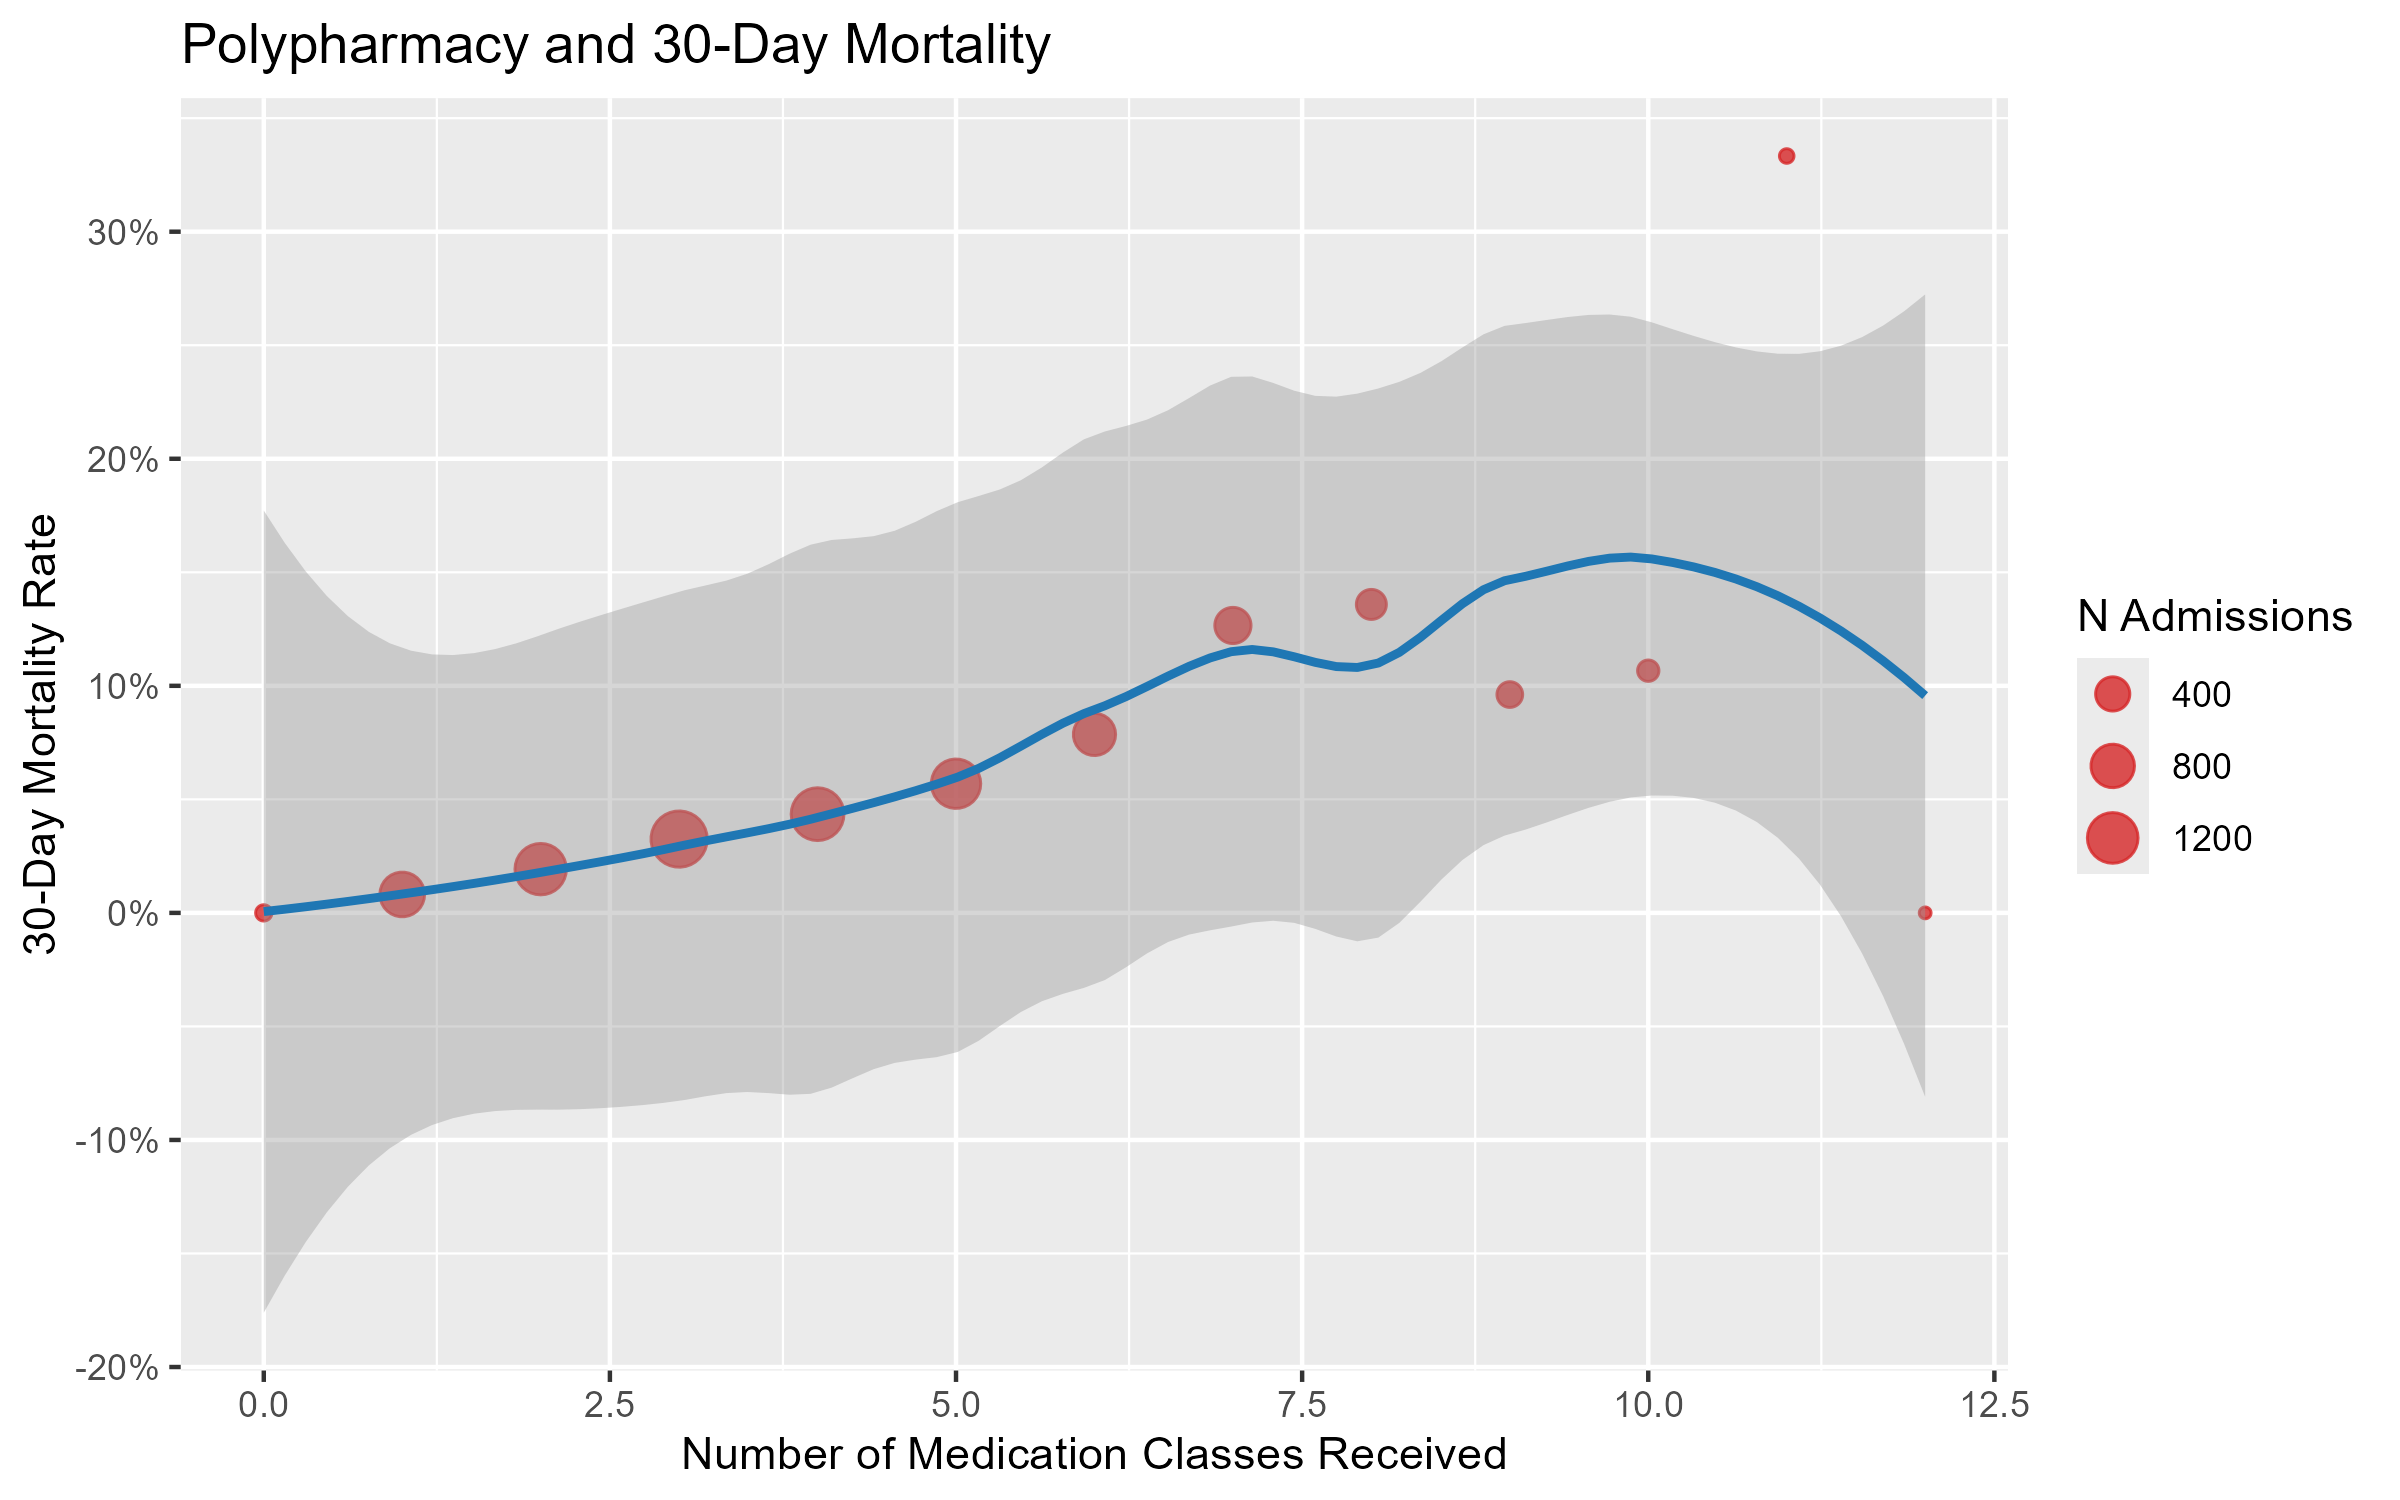 Polypharmacy and 30-Day Mortality
30-Day Mortality Rate
30%
20%
10%
0%
-10%
-20%
0.0 2.5 5.0 7.5 10.0 12.5
Number of Medication Classes Received
N Admissions
400
800
1200